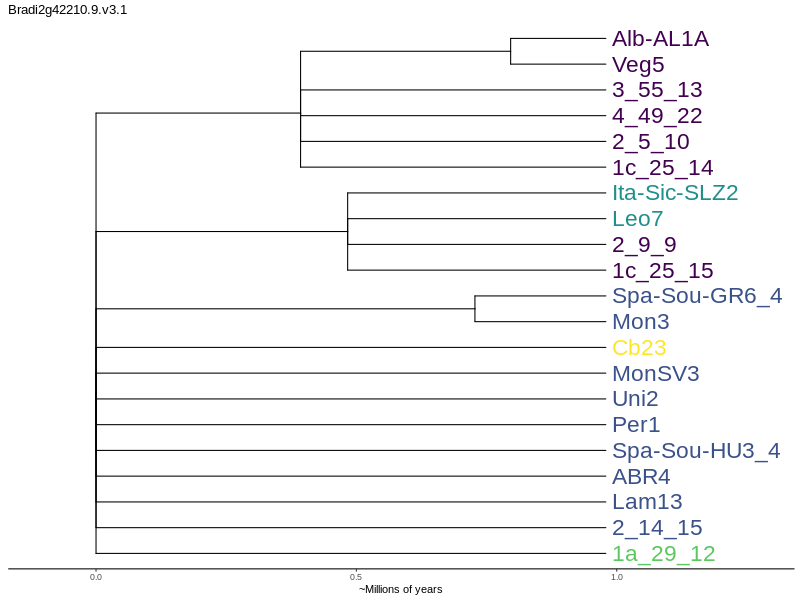 Bradi2g42210.9.v3.1
Alb-AL1A
Veg5
3_55_13
4_49_22
2_5_10
1c_25_14
Ita-Sic-SLZ2
Leo7
2_9_9
1c_25_15
Spa-Sou-GR6_4
Mon3
Cb23
MonSV3
Uni2
Per1
Spa-Sou-HU3_4
ABR4
Lam13
2_14_15
1a_29_12
0.0 0.5 1.0
~Millions of years